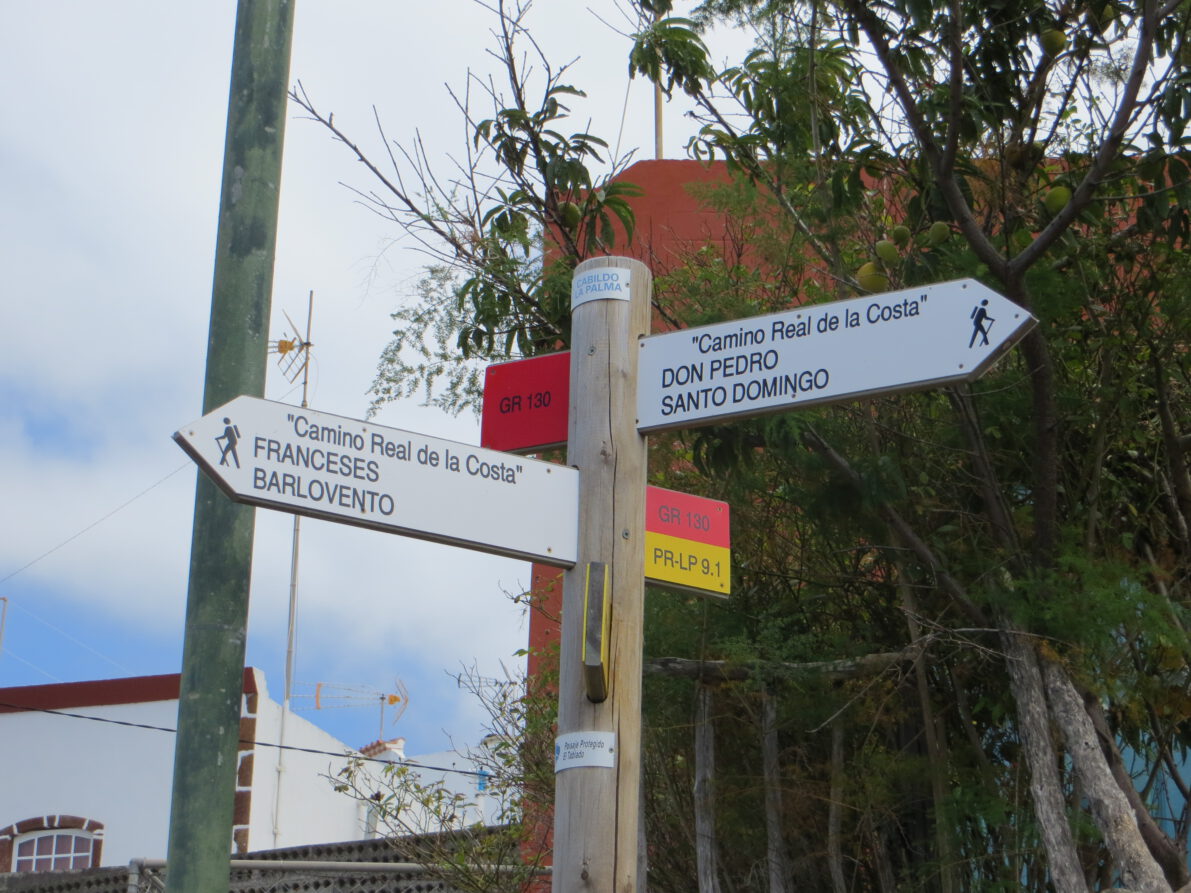 CABILDO
LA PALMA
"Camino Real de la Costa"
DON PEDRO
SANTO DOMINGO
GR 130
"Camino Real de la Costa"
FRANCESES
BARLOVENTO
GR 130
PR-LP 9.1
Paisaje Protegido
El Tablado